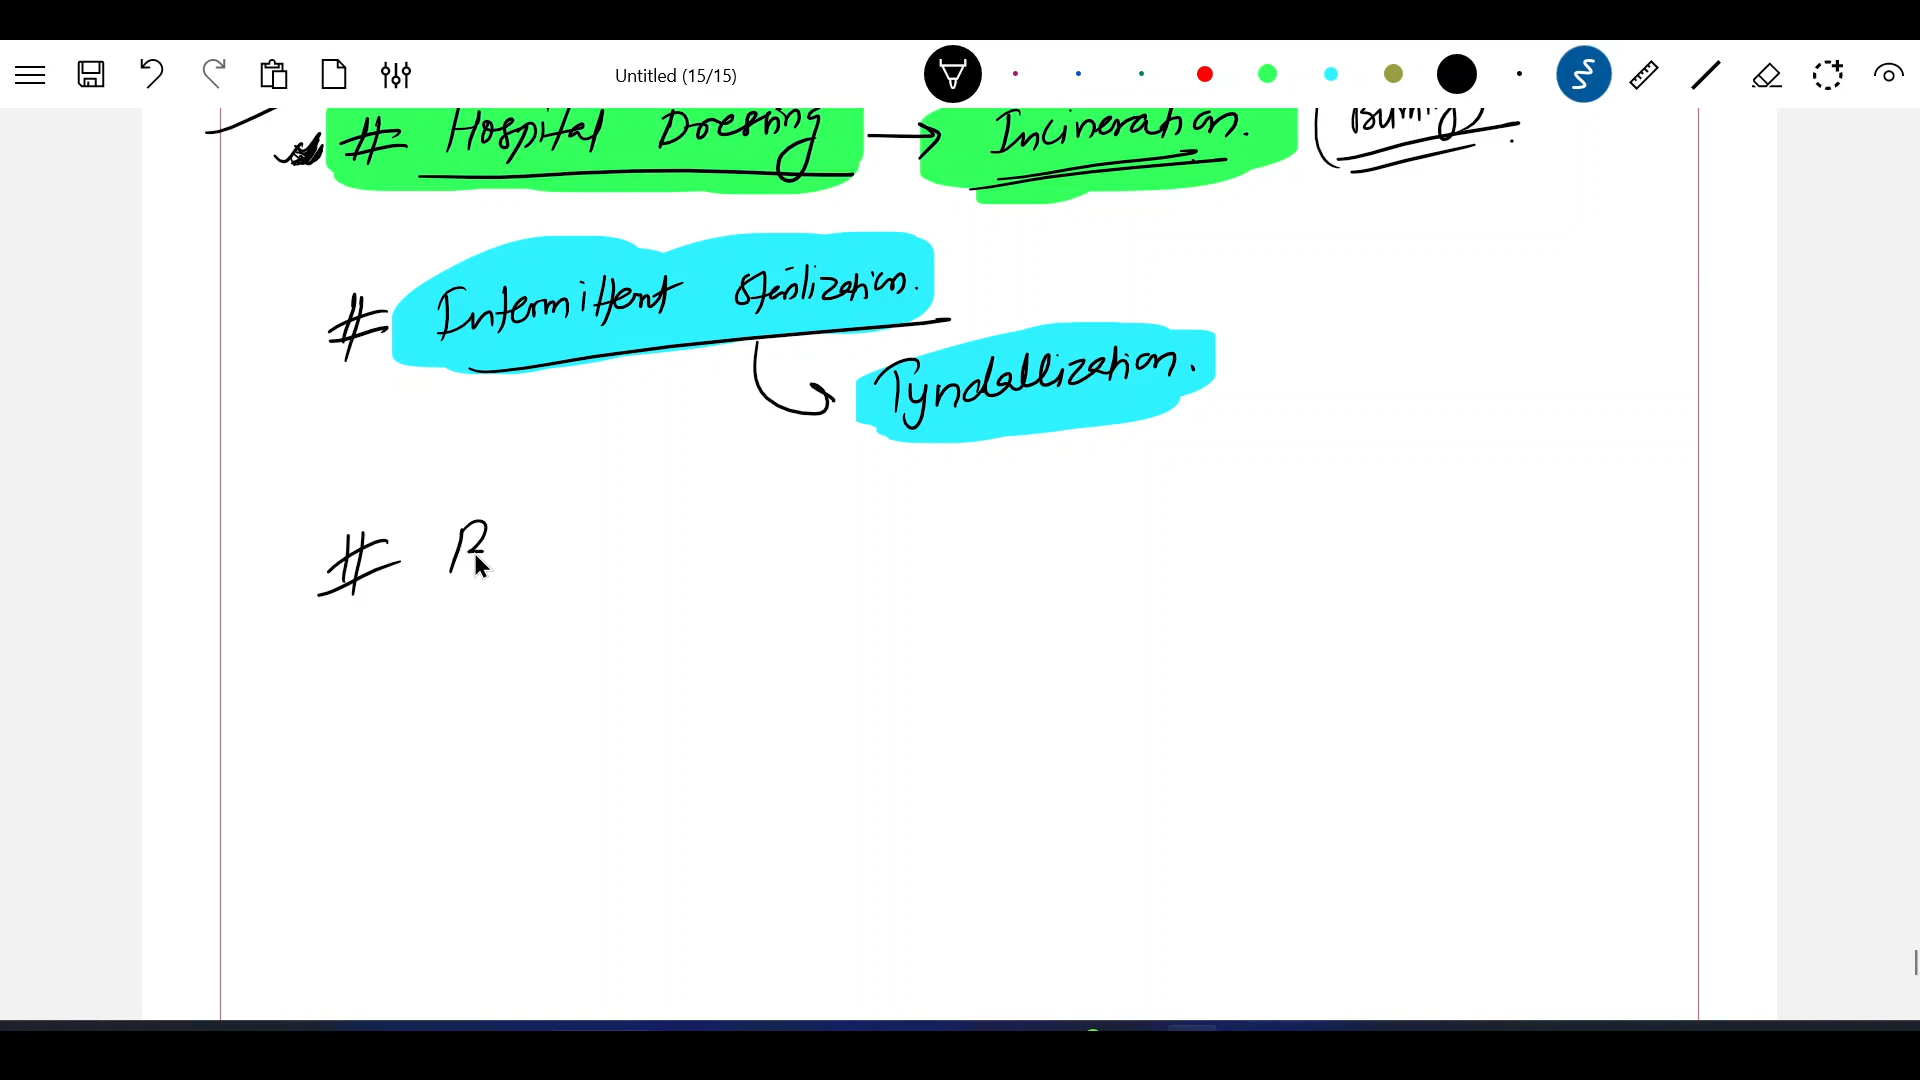 Untitled (15/15)
# Hospital Dressing → Incineration. Burning
# Intermittent Sterilization.
Tyndallization.
#